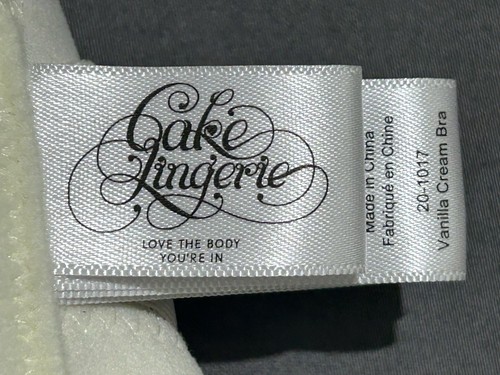 Cake
Lingerie
LOVE THE BODY
YOU'RE IN
Made in China
Fabriqué en Chine
20-1017
Vanilla Cream Bra